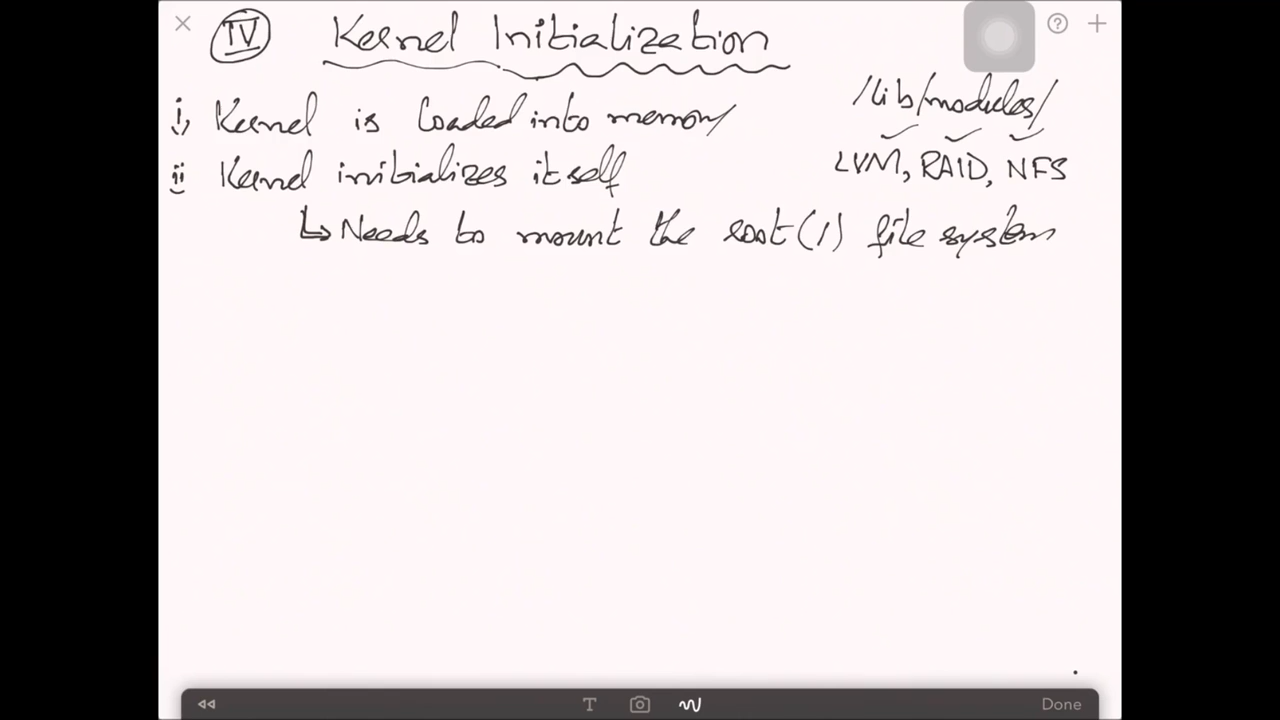 IV Kernel Initialization
i, Kernel is loaded into memory
/lib/modules/
ii Kernel initializes itself
LVM, RAID, NFS
↳ Needs to mount the root(/) file system
T
Done